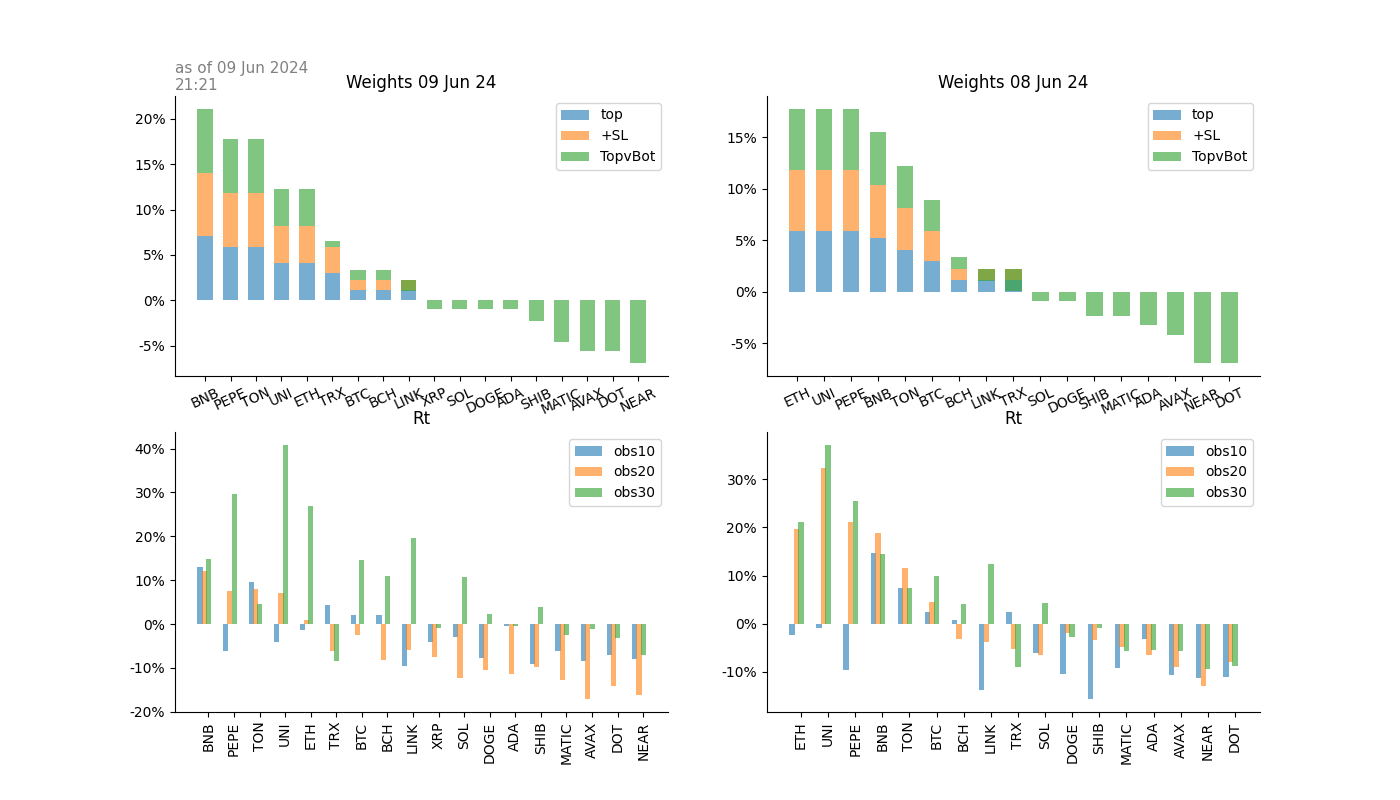 as of 09 Jun 2024
21:21
Weights 09 Jun 24
20%
15%
10%
5%
0%
-5%
top
+SL
TopvBot
BNB PEPE TON UNI ETH TRX BTC BCH LINK XRP SOL DOGE ADA SHIB MATIC AVAX DOT NEAR
Weights 08 Jun 24
15%
10%
5%
0%
-5%
top
+SL
TopvBot
ETH UNI PEPE BNB TON BTC BCH LINK TRX SOL DOGE SHIB MATIC ADA AVAX NEAR DOT
Rt
40%
30%
20%
10%
0%
-10%
-20%
obs10
obs20
obs30
BNB PEPE TON UNI ETH TRX BTC BCH LINK XRP SOL DOGE ADA SHIB MATIC AVAX DOT NEAR
Rt
30%
20%
10%
0%
-10%
obs10
obs20
obs30
ETH UNI PEPE BNB TON BTC BCH LINK TRX SOL DOGE SHIB MATIC ADA AVAX NEAR DOT